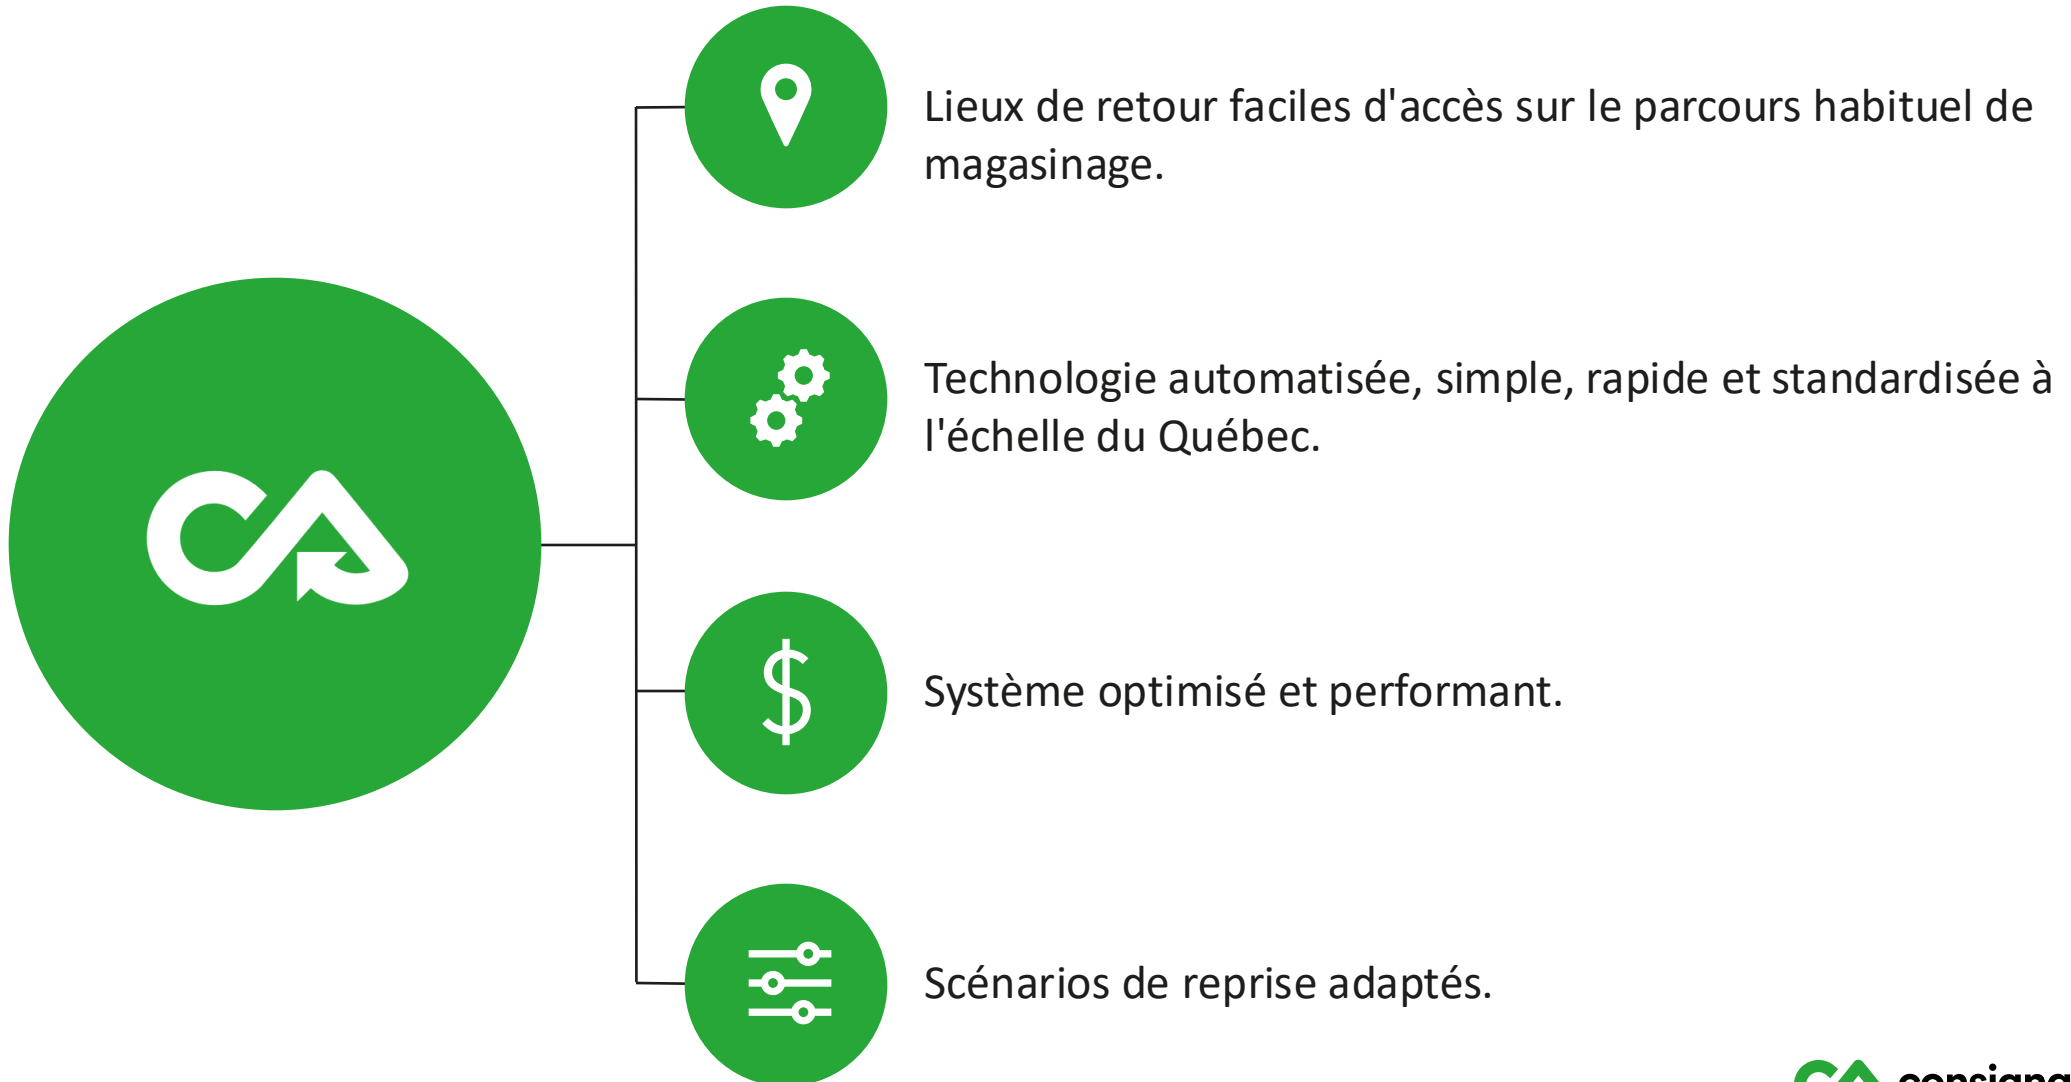 Lieux de retour faciles d'accès sur le parcours habituel de
magasinage.
Technologie automatisée, simple, rapide et standardisée à
l'échelle du Québec.
Système optimisé et performant.
$
Scénarios de reprise adaptés.